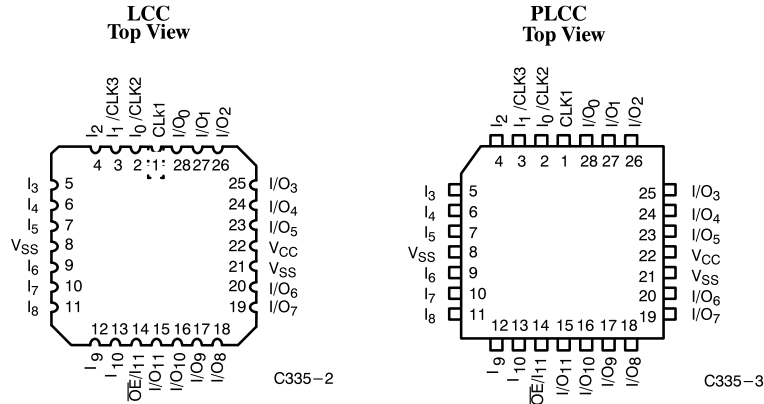 LCC
Top View
I2 I1/CLK3 I0/CLK2 CLK1 I/O0 I/O1 I/O2
4 3 2 1 28 27 26
I3 5 25 I/O3
I4 6 24 I/O4
I5 7 23 I/O5
VSS 8 22 VCC
I6 9 21 VSS
I7 10 20 I/O6
I8 11 19 I/O7
12 13 14 15 16 17 18
I9 I10 OE/I11 I/O11 I/O10 I/O9 I/O8
C335−2
PLCC
Top View
I2 I1/CLK3 I0/CLK2 CLK1 I/O0 I/O1 I/O2
4 3 2 1 28 27 26
I3 5 25 I/O3
I4 6 24 I/O4
I5 7 23 I/O5
VSS 8 22 VCC
I6 9 21 VSS
I7 10 20 I/O6
I8 11 19 I/O7
12 13 14 15 16 17 18
I9 I10 OE/I11 I/O11 I/O10 I/O9 I/O8
C335−3